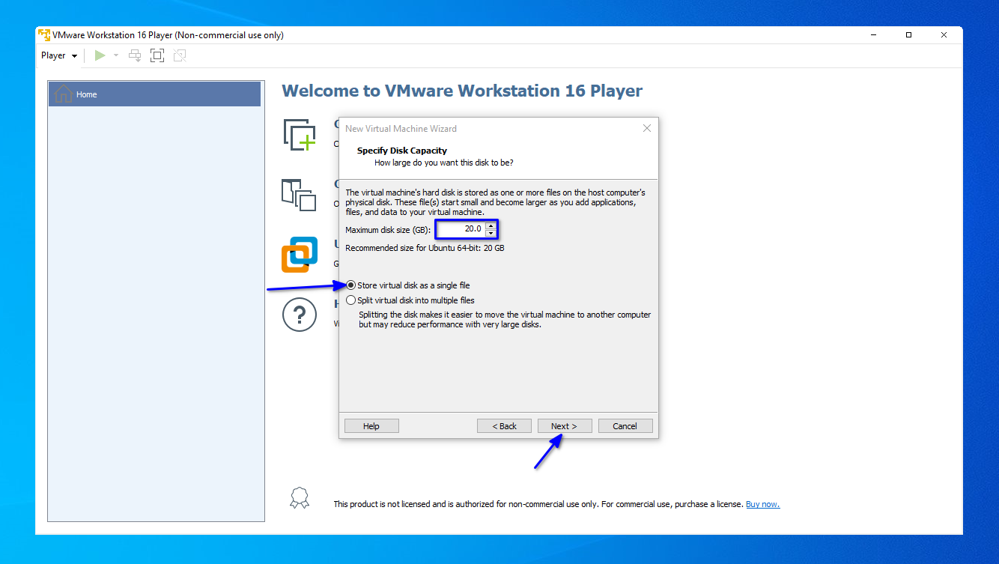 VMware Workstation 16 Player (Non-commercial use only)
Player
Home
Welcome to VMware Workstation 16 Player
New Virtual Machine Wizard
Specify Disk Capacity
How large do you want this disk to be?
The virtual machine's hard disk is stored as one or more files on the host computer's
physical disk. These file(s) start small and become larger as you add applications,
files, and data to your virtual machine.
Maximum disk size (GB): 20.0
Recommended size for Ubuntu 64-bit: 20 GB
Store virtual disk as a single file
Split virtual disk into multiple files
Splitting the disk makes it easier to move the virtual machine to another computer
but may reduce performance with very large disks.
Help < Back Next > Cancel
This product is not licensed and is authorized for non-commercial use only. For commercial use, purchase a license. Buy now.